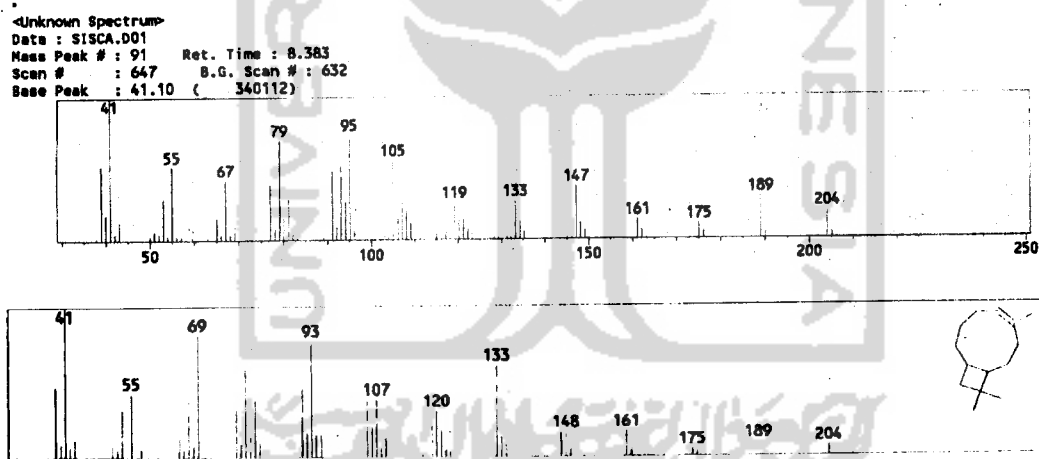 <Unknown Spectrum>
Data : SISCA.D01
Mass Peak # : 91 Ret. Time : 8.383
Scan # : 647 B.G. Scan # : 632
Base Peak : 41.10 ( 340112)
41 55 67 79 95 105 119 133 147 161 175 189 204
50 100 150 200 250
41 55 69 93 107 120 133 148 161 175 189 204